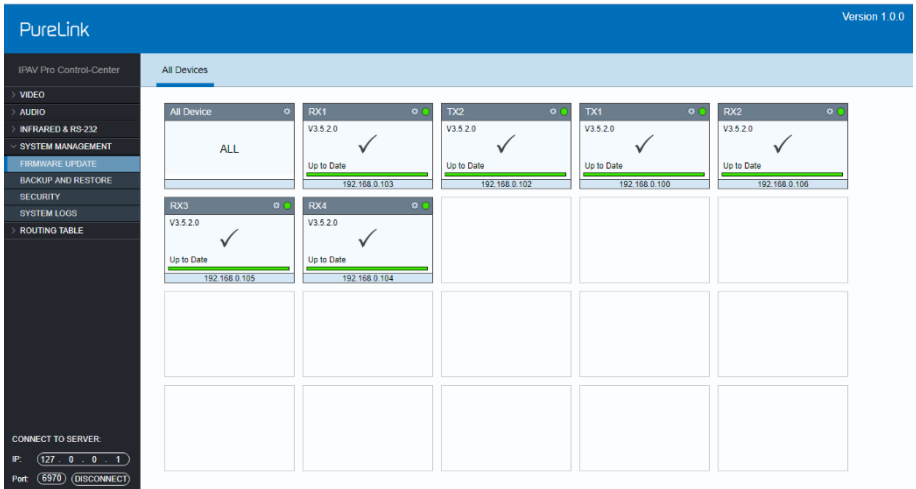 PureLink
Version 1.0.0
IPAV Pro Control-Center
All Devices
VIDEO
AUDIO
INFRARED & RS-232
SYSTEM MANAGEMENT
FIRMWARE UPDATE
BACKUP AND RESTORE
SECURITY
SYSTEM LOGS
ROUTING TABLE
All Device
ALL
RX1
V3.5.2.0
Up to Date
192.168.0.103
TX2
V3.5.2.0
Up to Date
192.168.0.102
TX1
V3.5.2.0
Up to Date
192.168.0.100
RX2
V3.5.2.0
Up to Date
192.168.0.106
RX3
V3.5.2.0
Up to Date
192.168.0.105
RX4
V3.5.2.0
Up to Date
192.168.0.104
CONNECT TO SERVER:
IP: 127 . 0 . 0 . 1
Port: 6970 DISCONNECT